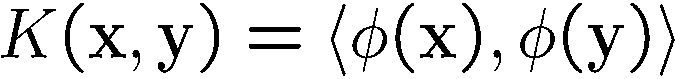 K(x, y) = ⟨ϕ(x), ϕ(y)⟩